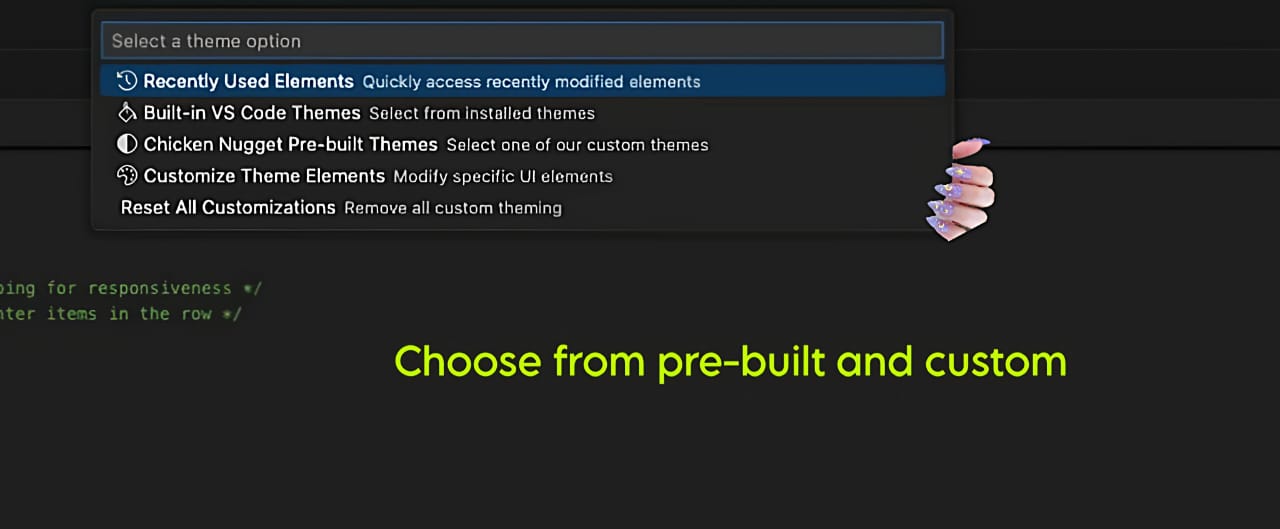 Select a theme option
Recently Used Elements Quickly access recently modified elements
Built-in VS Code Themes Select from installed themes
Chicken Nugget Pre-built Themes Select one of our custom themes
Customize Theme Elements Modify specific UI elements
Reset All Customizations Remove all custom theming
for responsiveness */
items in the row */
Choose from pre-built and custom